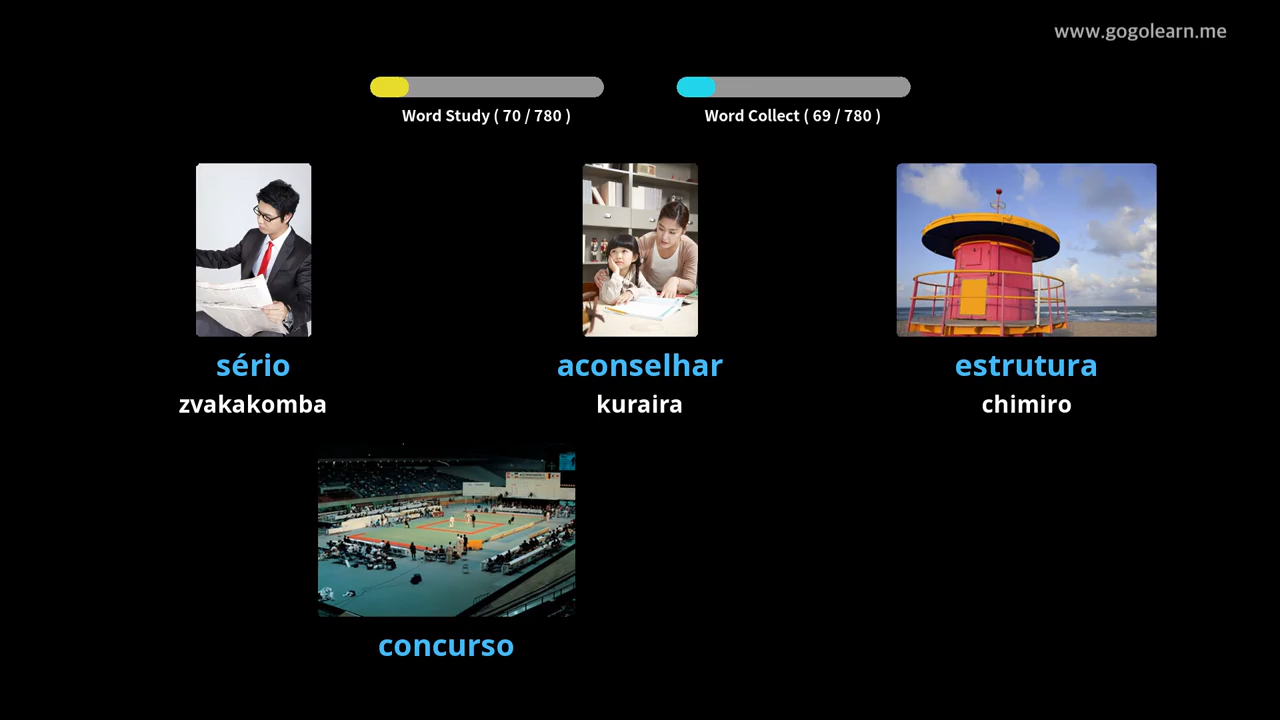 www.gogolearn.me
Word Study ( 70 / 780 )
Word Collect ( 69 / 780 )
sério
aconselhar
estrutura
zvakakomba
kuraira
chimiro
concurso